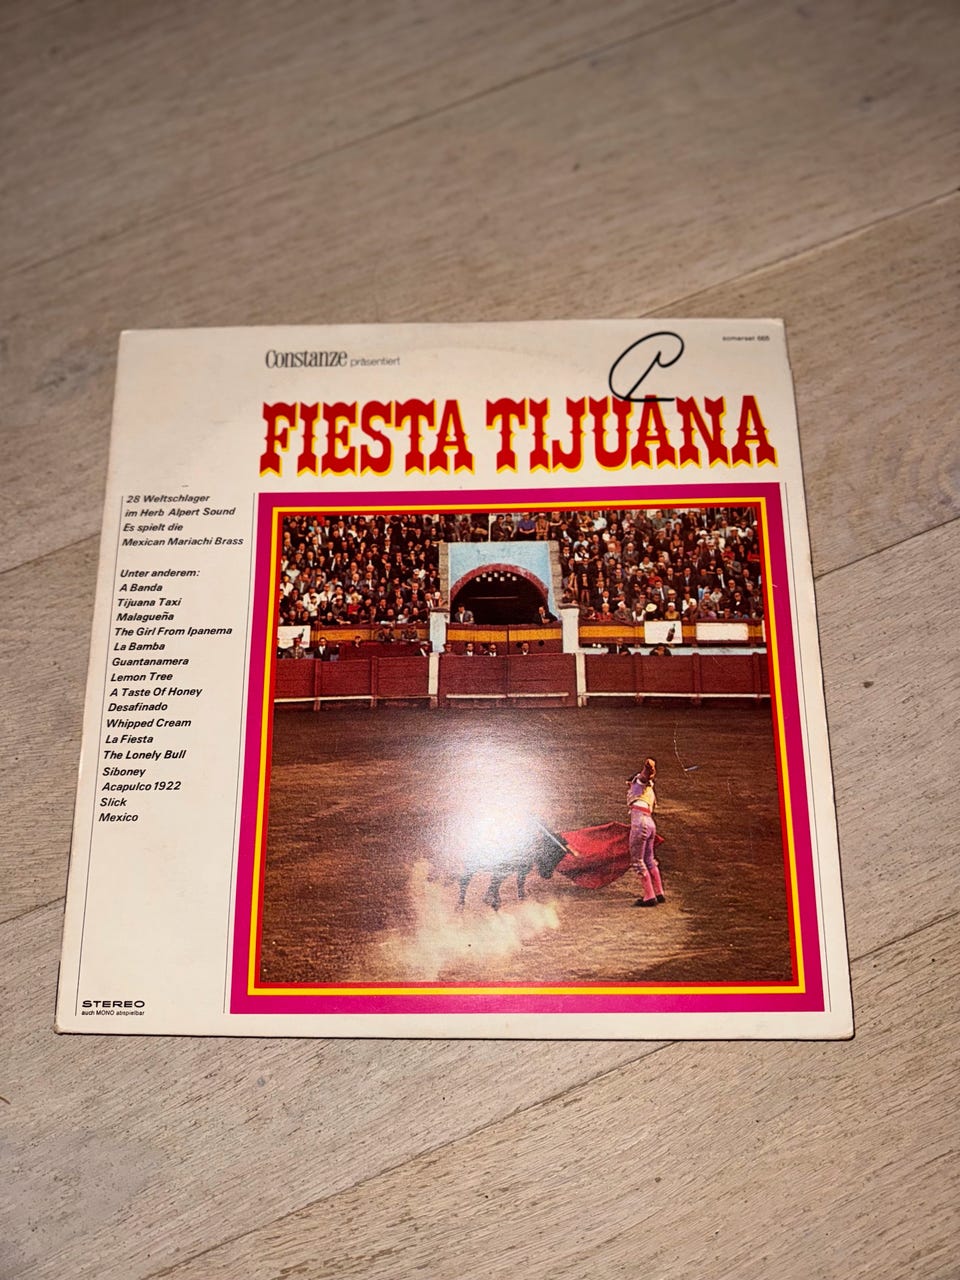 Constanze präsentiert
somerset 665
FIESTA TIJUANA
28 Weltschlager
im Herb Alpert Sound
Es spielt die
Mexican Mariachi Brass
Unter anderem:
A Banda
Tijuana Taxi
Malagueña
The Girl From Ipanema
La Bamba
Guantanamera
Lemon Tree
A Taste Of Honey
Desafinado
Whipped Cream
La Fiesta
The Lonely Bull
Siboney
Acapulco 1922
Slick
Mexico
STEREO
auch MONO abspielbar